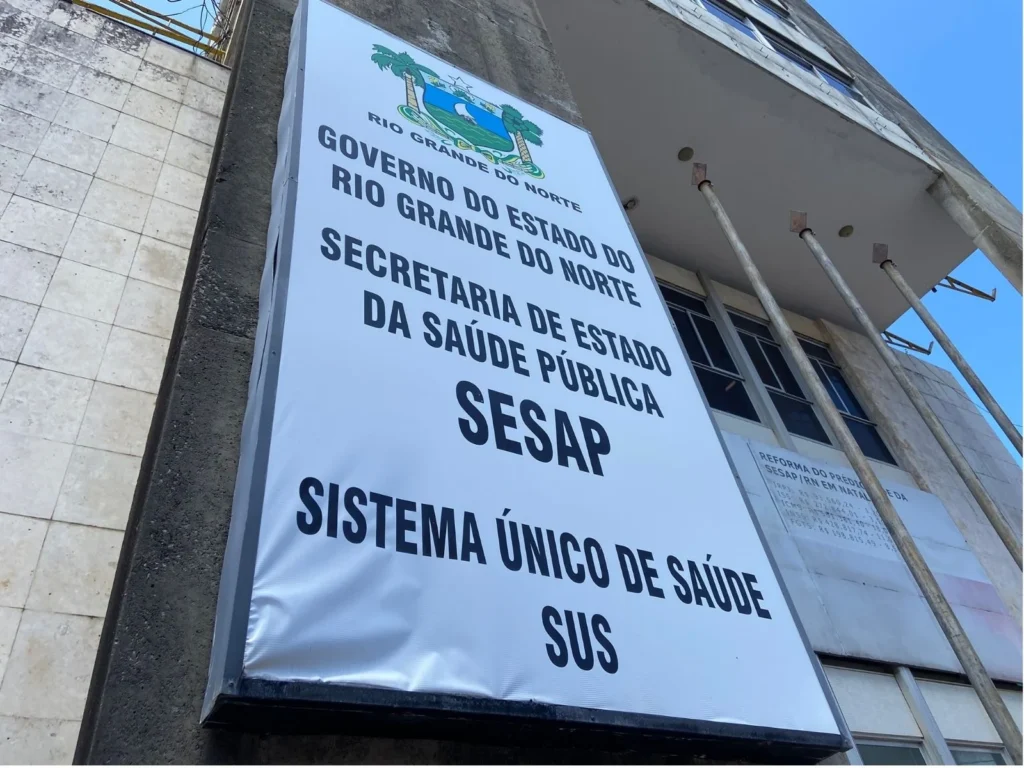 RIO GRANDE DO NORTE
GOVERNO DO ESTADO DO
RIO GRANDE DO NORTE
SECRETARIA DE ESTADO
DA SAÚDE PÚBLICA
SESAP
SISTEMA ÚNICO DE SAÚDE
SUS
REFORMA DO PRÉDIO DA
SESAP/RN EM NATAL